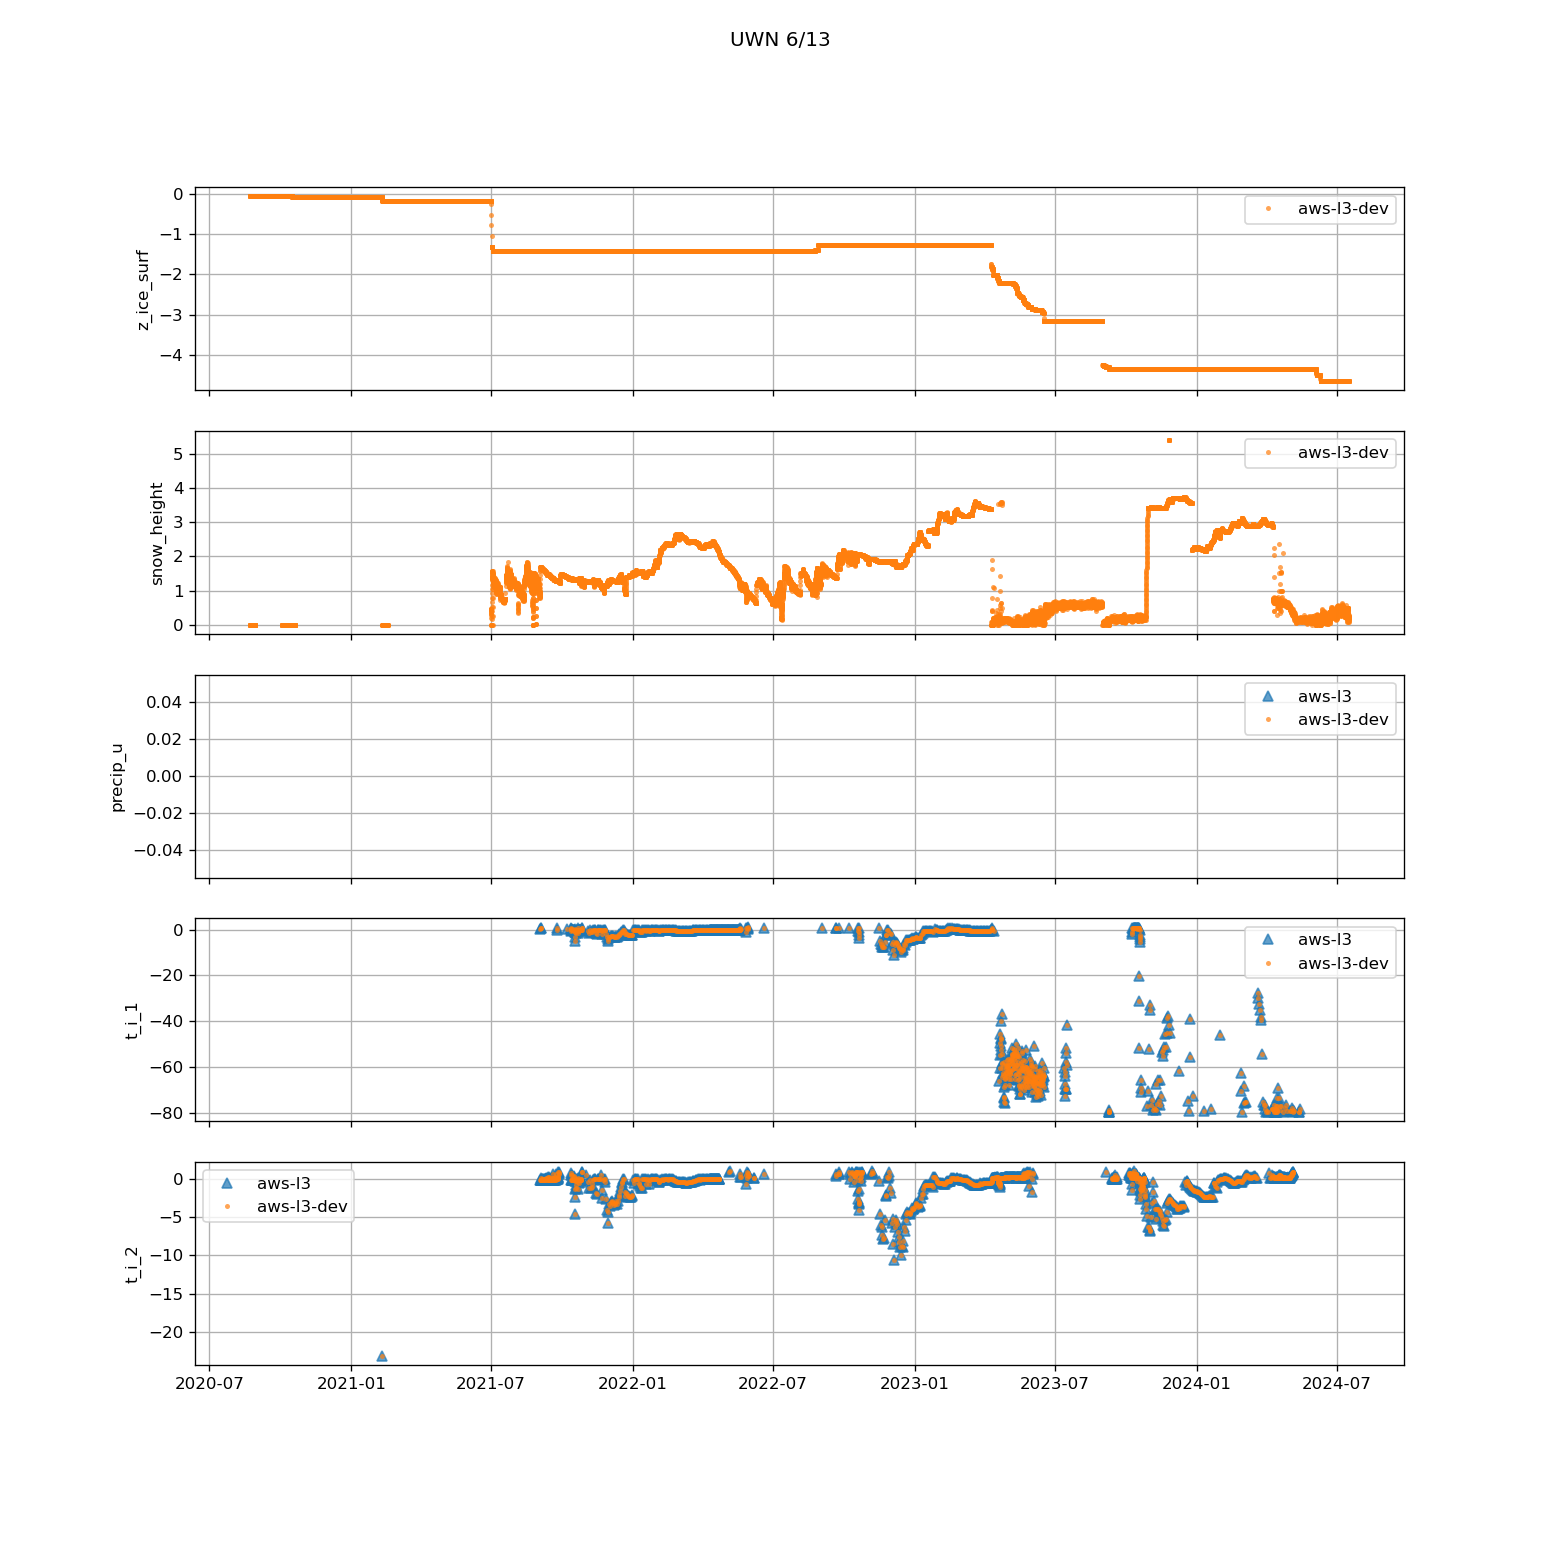 UWN 6/13
0
−1
−2
−3
−4
z_ice_surf
aws-l3-dev
5
4
3
2
1
0
snow_height
aws-l3-dev
0.04
0.02
0.00
−0.02
−0.04
precip_u
aws-l3
aws-l3-dev
0
−20
−40
−60
−80
t_i_1
aws-l3
aws-l3-dev
0
−5
−10
−15
−20
t_i_2
aws-l3
aws-l3-dev
2020-07 2021-01 2021-07 2022-01 2022-07 2023-01 2023-07 2024-01 2024-07